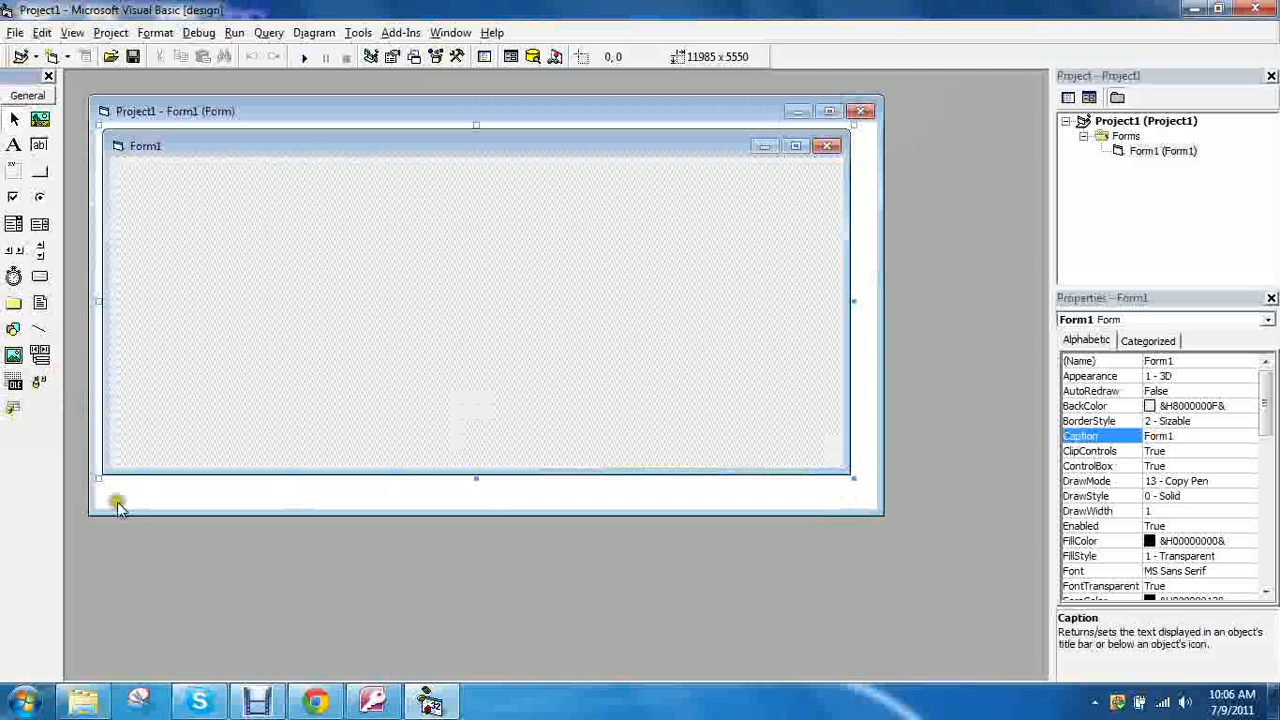 Project1 - Microsoft Visual Basic [design]
File Edit View Project Format Debug Run Query Diagram Tools Add-Ins Window Help
0, 0 11985 x 5550
General
Project1 - Form1 (Form)
Form1
A ab|
xy
OLE
Project - Project1
Project1 (Project1)
Forms
Form1 (Form1)
Properties - Form1
Form1 Form
Alphabetic Categorized
(Name) Form1
Appearance 1 - 3D
AutoRedraw False
BackColor &H8000000F&
BorderStyle 2 - Sizable
Caption Form1
ClipControls True
ControlBox True
DrawMode 13 - Copy Pen
DrawStyle 0 - Solid
DrawWidth 1
Enabled True
FillColor &H00000000&
FillStyle 1 - Transparent
Font MS Sans Serif
FontTransparent True
Caption
Returns/sets the text displayed in an object's
title bar or below an object's icon.
10:06 AM
7/9/2011